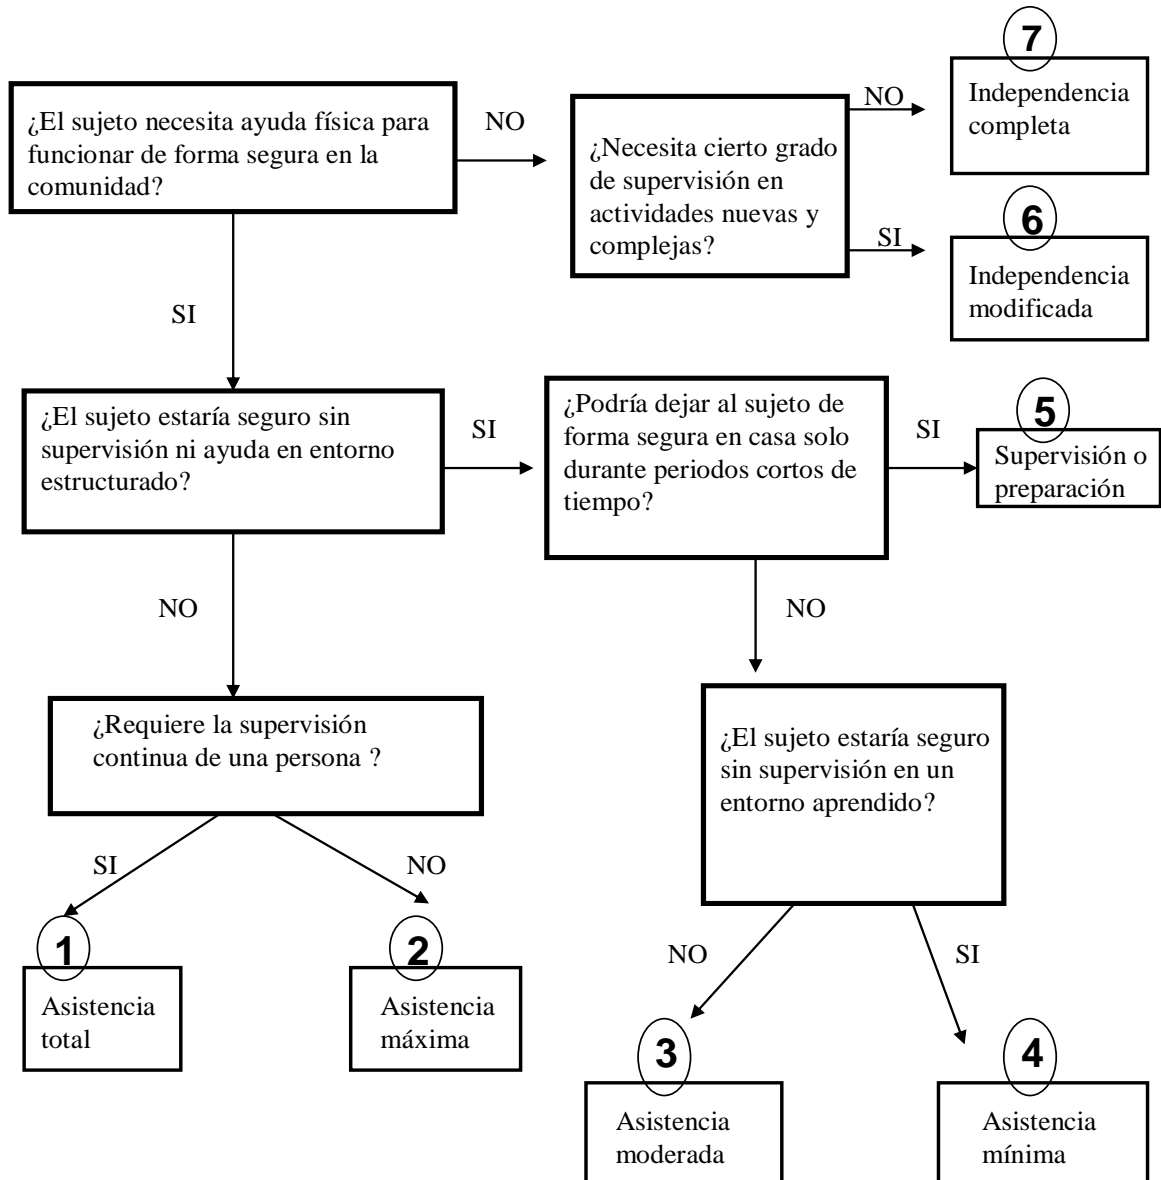 7
¿El sujeto necesita ayuda física para
funcionar de forma segura en la
comunidad?
NO
¿Necesita cierto grado
de supervisión en
actividades nuevas y
complejas?
NO
Independencia
completa
6
SI
Independencia
modificada
SI
¿El sujeto estaría seguro sin
supervisión ni ayuda en entorno
estructurado?
SI
¿Podría dejar al sujeto de
forma segura en casa solo
durante periodos cortos de
tiempo?
SI
5
Supervisión o
preparación
NO
NO
¿Requiere la supervisión
continua de una persona ?
¿El sujeto estaría seguro
sin supervisión en un
entorno aprendido?
SI
NO
1
Asistencia
total
2
Asistencia
máxima
NO
SI
3
Asistencia
moderada
4
Asistencia
mínima